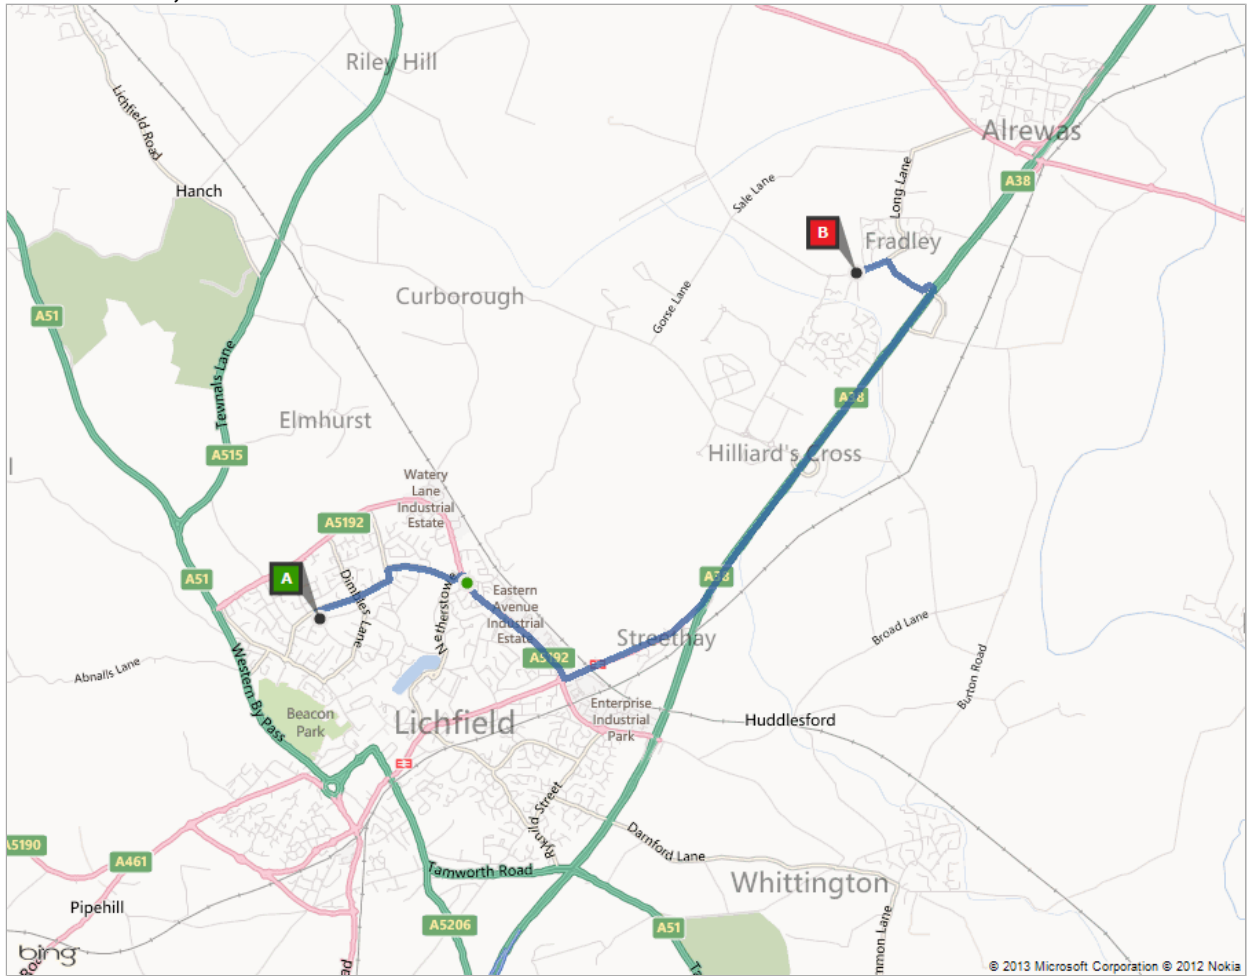 Riley Hill
Lichfield Road
Alrewas
Hanch
A38
Sale Lane
Long Lane
B
Fradley
Curborough
A51
Gorse Lane
Tewnals Lane
A38
Elmhurst
A515
Hilliard's Cross
Watery
Lane
Industrial
Estate
A5192
A
A51
A38
Dimbles Lane
Netherstowe
Eastern
Avenue
Industrial
Estate
Streethay
Broad Lane
A5192
Abnalls Lane
Western By Pass
Burton Road
Beacon
Park
Lichfield
Enterprise
Industrial
Park
Huddlesford
E3
Ryknild Street
Darnford Lane
A5190
A461
Tamworth Road
Whittington
Pipehill
A5206
A51
mmon Lane
bing
© 2013 Microsoft Corporation © 2012 Nokia